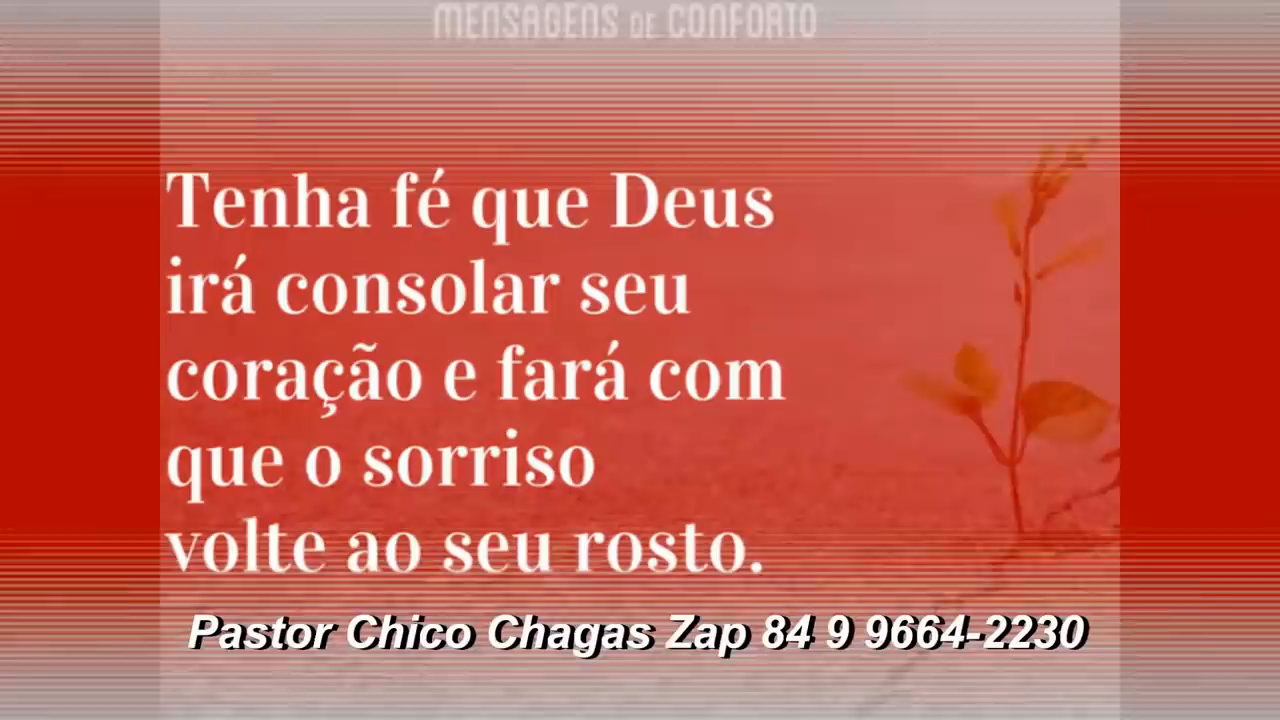 MENSAGENS DE CONFORTO
Tenha fé que Deus
irá consolar seu
coração e fará com
que o sorriso
volte ao seu rosto.
Pastor Chico Chagas Zap 84 9 9664-2230